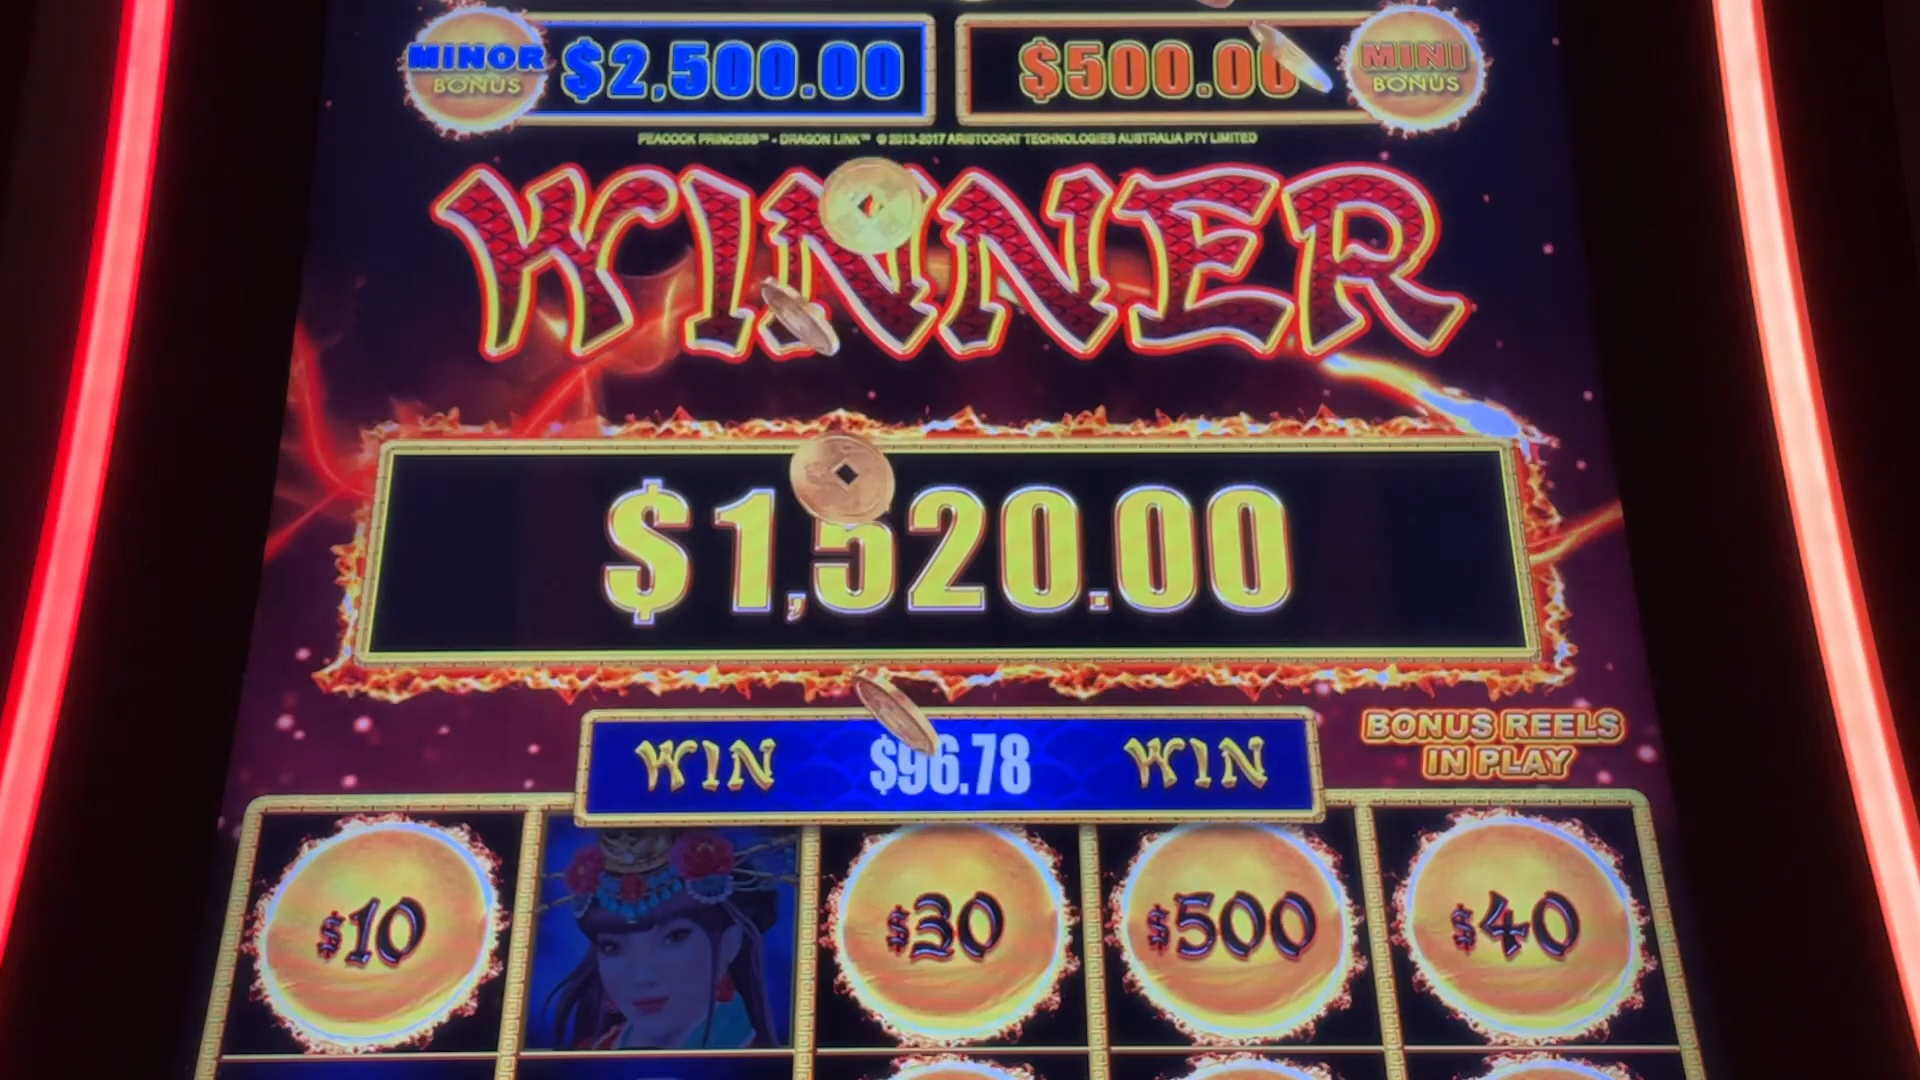 MINOR BONUS $2,500.00 $500.00 MINI BONUS
PEACOCK PRINCESS™ - DRAGON LINK™ © 2013-2017 ARISTOCRAT TECHNOLOGIES AUSTRALIA PTY LIMITED
WINNER
$1,520.00
WIN $96.78 WIN
BONUS REELS
IN PLAY
$10 $30 $500 $40